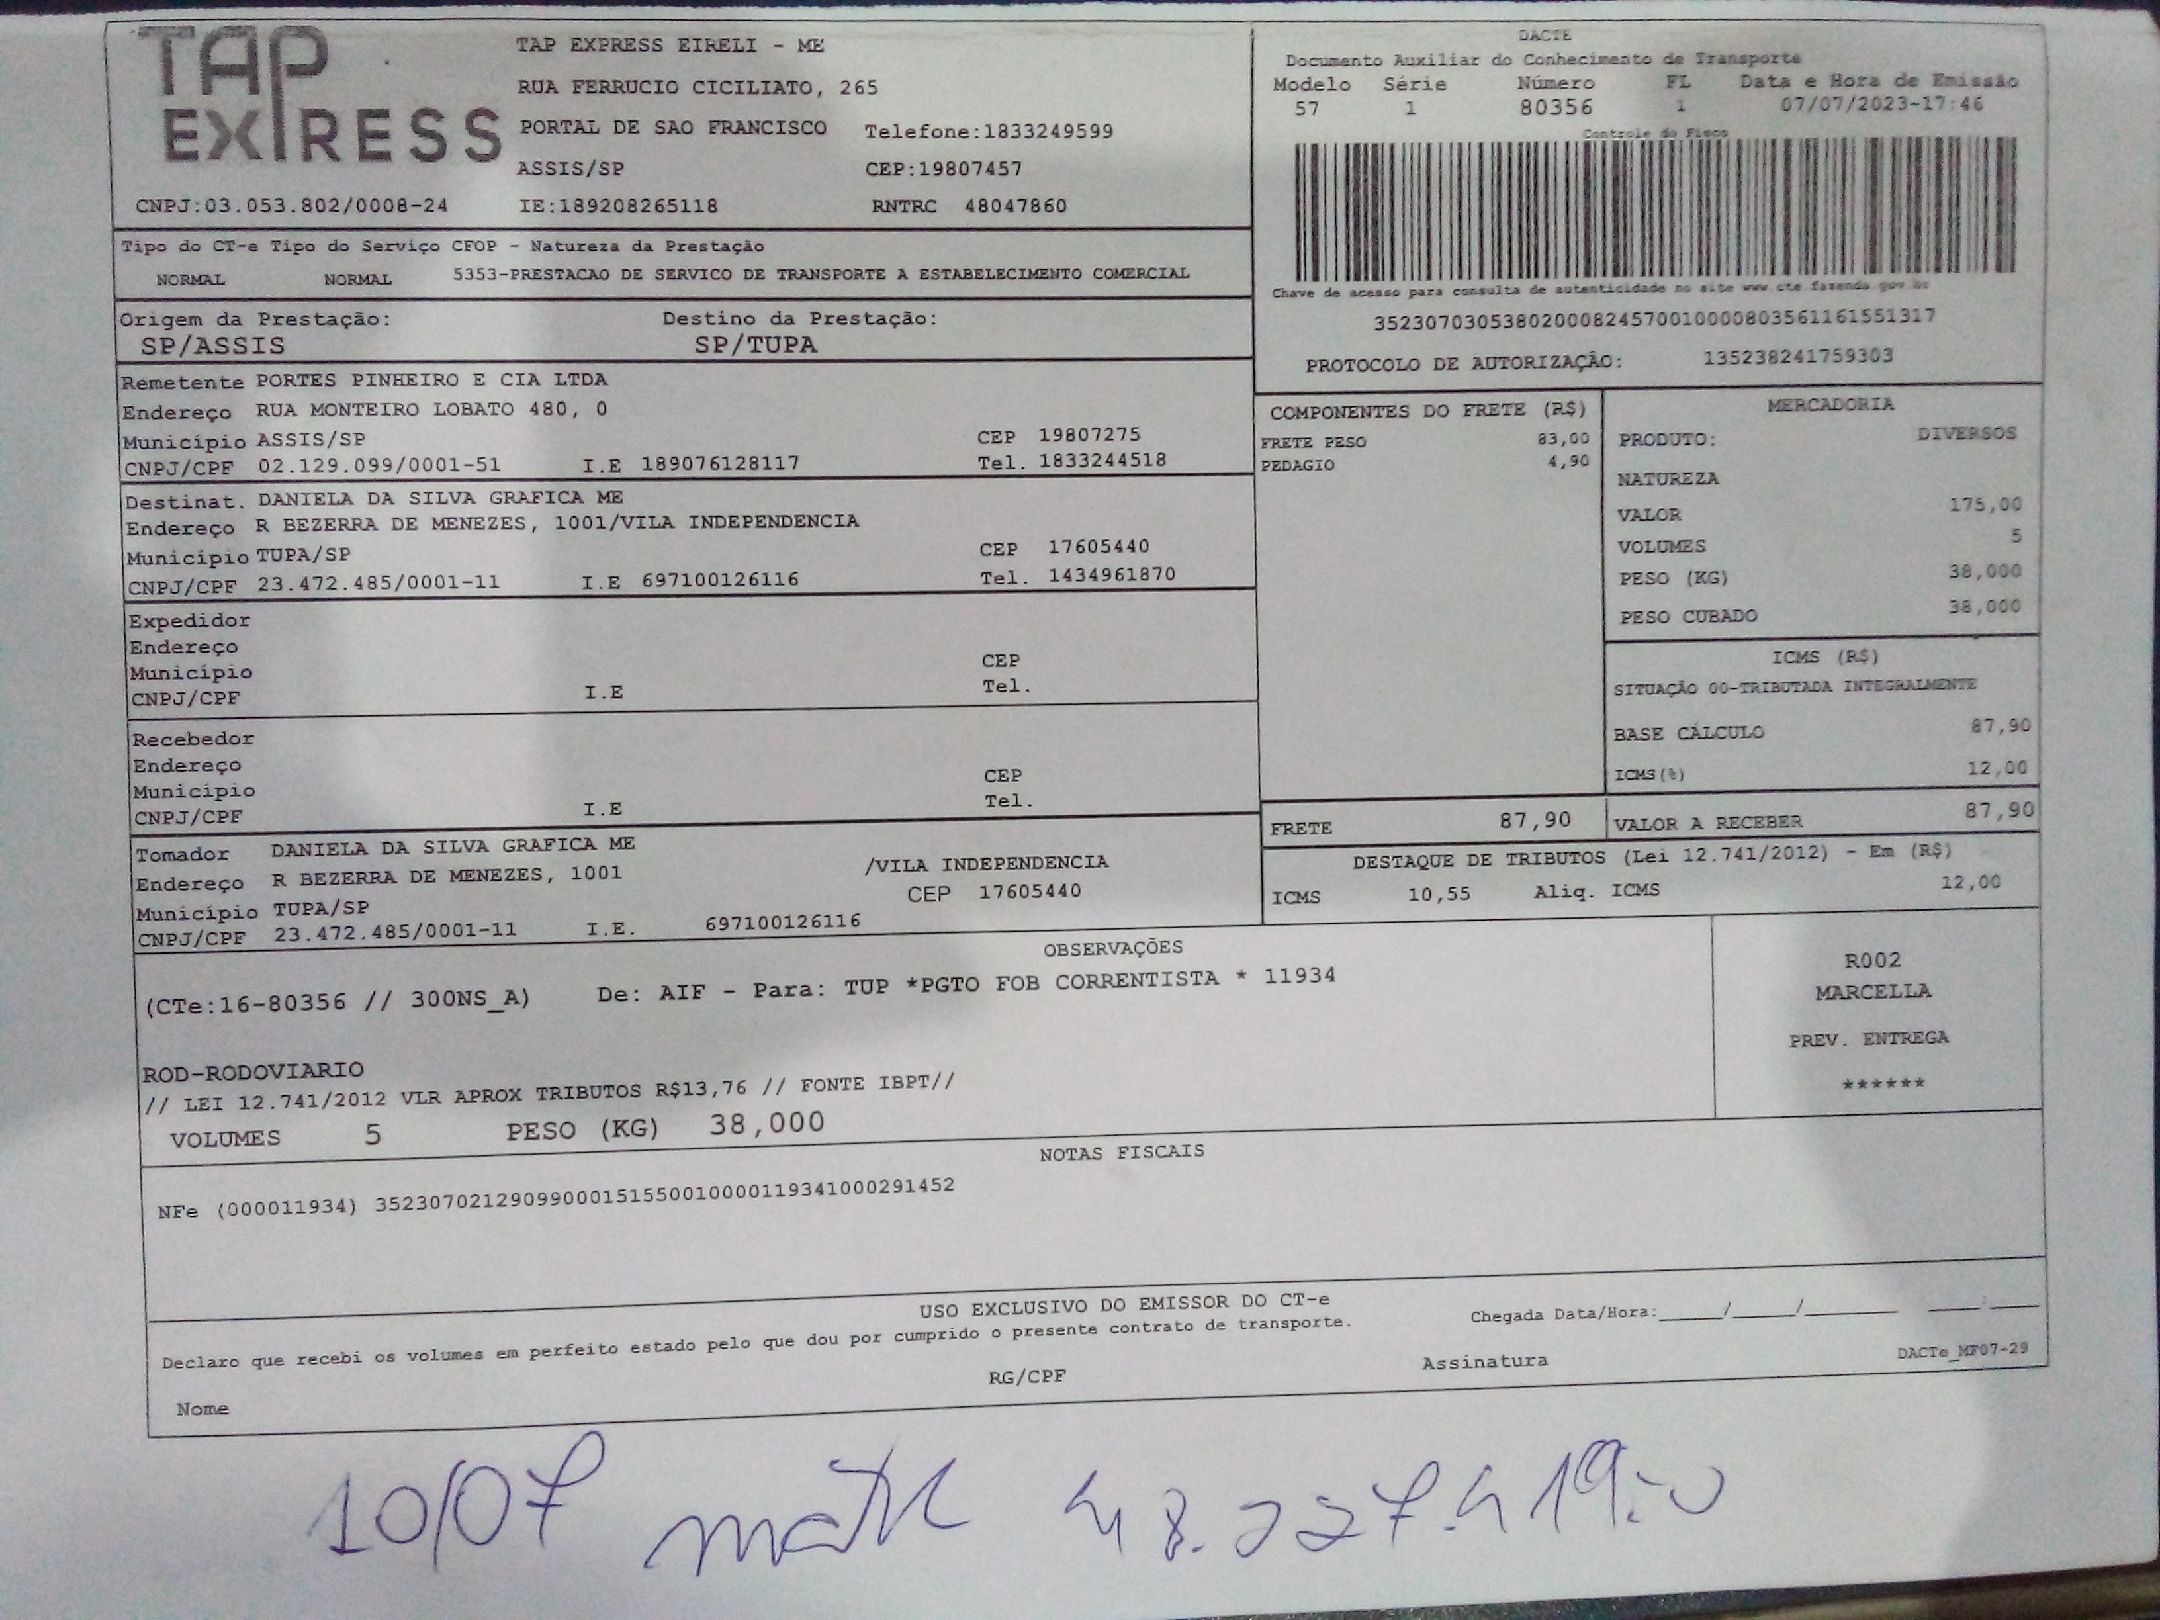 TAP EXPRESS
TAP EXPRESS EIRELI - ME
RUA FERRUCIO CICILIATO, 265
PORTAL DE SAO FRANCISCO Telefone:1833249599
ASSIS/SP CEP:19807457
CNPJ:03.053.802/0008-24 IE:189208265118 RNTRC 48047860
DACTE
Documento Auxiliar do Conhecimento de Transporte
Modelo Série Número FL Data e Hora de Emissão
57 1 80356 1 07/07/2023-17:46
Controle do Fisco
Chave de acesso para consulta de autenticidade no site www.cte.fazenda.gov.br
35230703053802000824570010000803561161551317
PROTOCOLO DE AUTORIZAÇÃO: 135238241759303
Tipo do CT-e Tipo do Serviço CFOP - Natureza da Prestação
NORMAL NORMAL 5353-PRESTACAO DE SERVICO DE TRANSPORTE A ESTABELECIMENTO COMERCIAL
Origem da Prestação: Destino da Prestação:
SP/ASSIS SP/TUPA
Remetente PORTES PINHEIRO E CIA LTDA
Endereço RUA MONTEIRO LOBATO 480, 0
Município ASSIS/SP CEP 19807275
CNPJ/CPF 02.129.099/0001-51 I.E 189076128117 Tel. 1833244518
Destinat. DANIELA DA SILVA GRAFICA ME
Endereço R BEZERRA DE MENEZES, 1001/VILA INDEPENDENCIA
Município TUPA/SP CEP 17605440
CNPJ/CPF 23.472.485/0001-11 I.E 697100126116 Tel. 1434961870
Expedidor
Endereço
Município CEP
CNPJ/CPF I.E Tel.
Recebedor
Endereço
Município CEP
CNPJ/CPF I.E Tel.
Tomador DANIELA DA SILVA GRAFICA ME
Endereço R BEZERRA DE MENEZES, 1001 /VILA INDEPENDENCIA
Município TUPA/SP CEP 17605440
CNPJ/CPF 23.472.485/0001-11 I.E. 697100126116
COMPONENTES DO FRETE (R$)
FRETE PESO 83,00
PEDAGIO 4,90
MERCADORIA
PRODUTO: DIVERSOS
NATUREZA
VALOR 175,00
VOLUMES 5
PESO (KG) 38,000
PESO CUBADO 38,000
ICMS (R$)
SITUAÇÃO 00-TRIBUTADA INTEGRALMENTE
BASE CÁLCULO 87,90
ICMS(%) 12,00
FRETE 87,90 VALOR A RECEBER 87,90
DESTAQUE DE TRIBUTOS (Lei 12.741/2012) - Em (R$)
ICMS 10,55 Aliq. ICMS 12,00
OBSERVAÇÕES
(CTe:16-80356 // 300NS_A) De: AIF - Para: TUP *PGTO FOB CORRENTISTA * 11934
ROD-RODOVIARIO
// LEI 12.741/2012 VLR APROX TRIBUTOS R$13,76 // FONTE IBPT//
VOLUMES 5 PESO (KG) 38,000
R002
MARCELLA
PREV. ENTREGA
******
NOTAS FISCAIS
NFe (000011934) 35230702129099000151550010000119341000291452
USO EXCLUSIVO DO EMISSOR DO CT-e
Declaro que recebi os volumes em perfeito estado pelo que dou por cumprido o presente contrato de transporte.
Chegada Data/Hora:_____/_____/_______ ____:____
Nome RG/CPF Assinatura DACTe_MF07-29
10/07 48.227.419-0